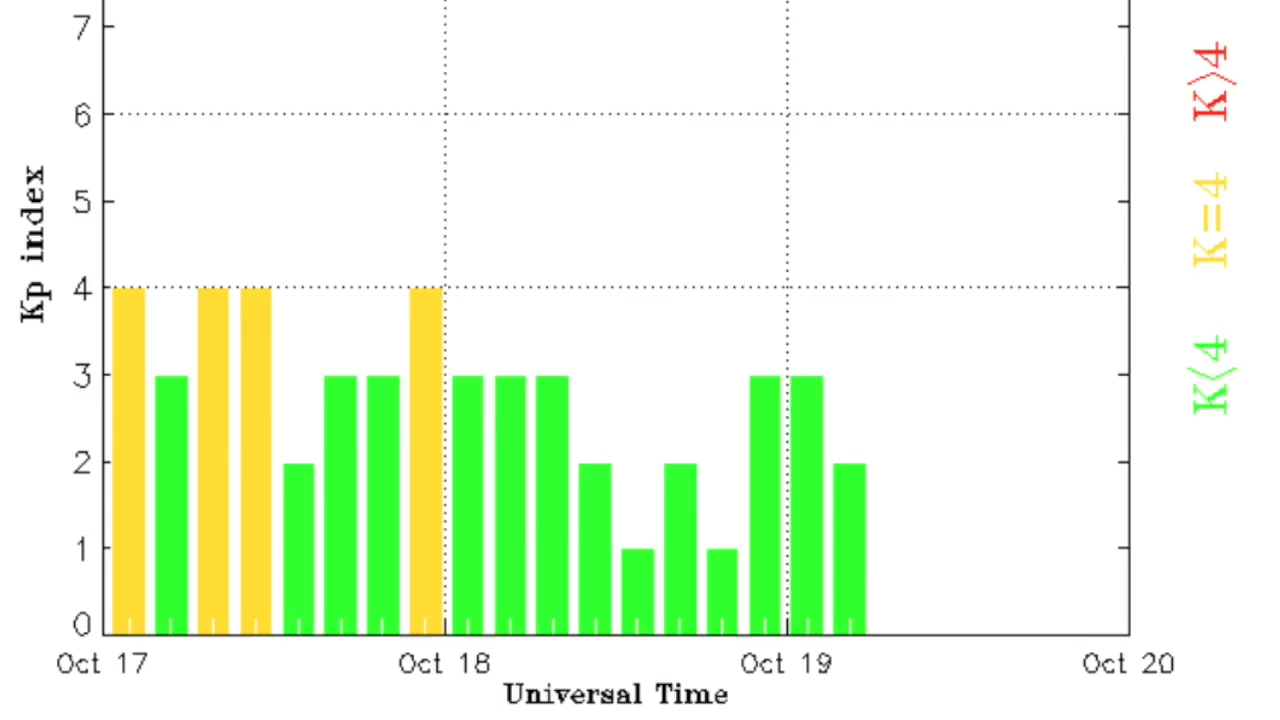 7
6
5
4
3
2
1
0
Kp index
Oct 17
Oct 18
Oct 19
Oct 20
Universal Time
K>4
K=4
K<4